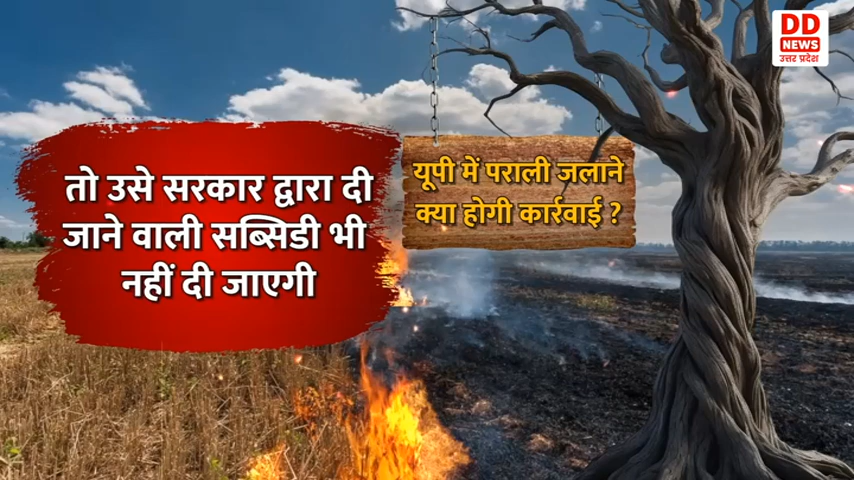 DD
NEWS
उत्तर प्रदेश
तो उसे सरकार द्वारा दी
जाने वाली सब्सिडी भी
नहीं दी जाएगी
यूपी में पराली जलाने
क्या होगी कार्रवाई ?